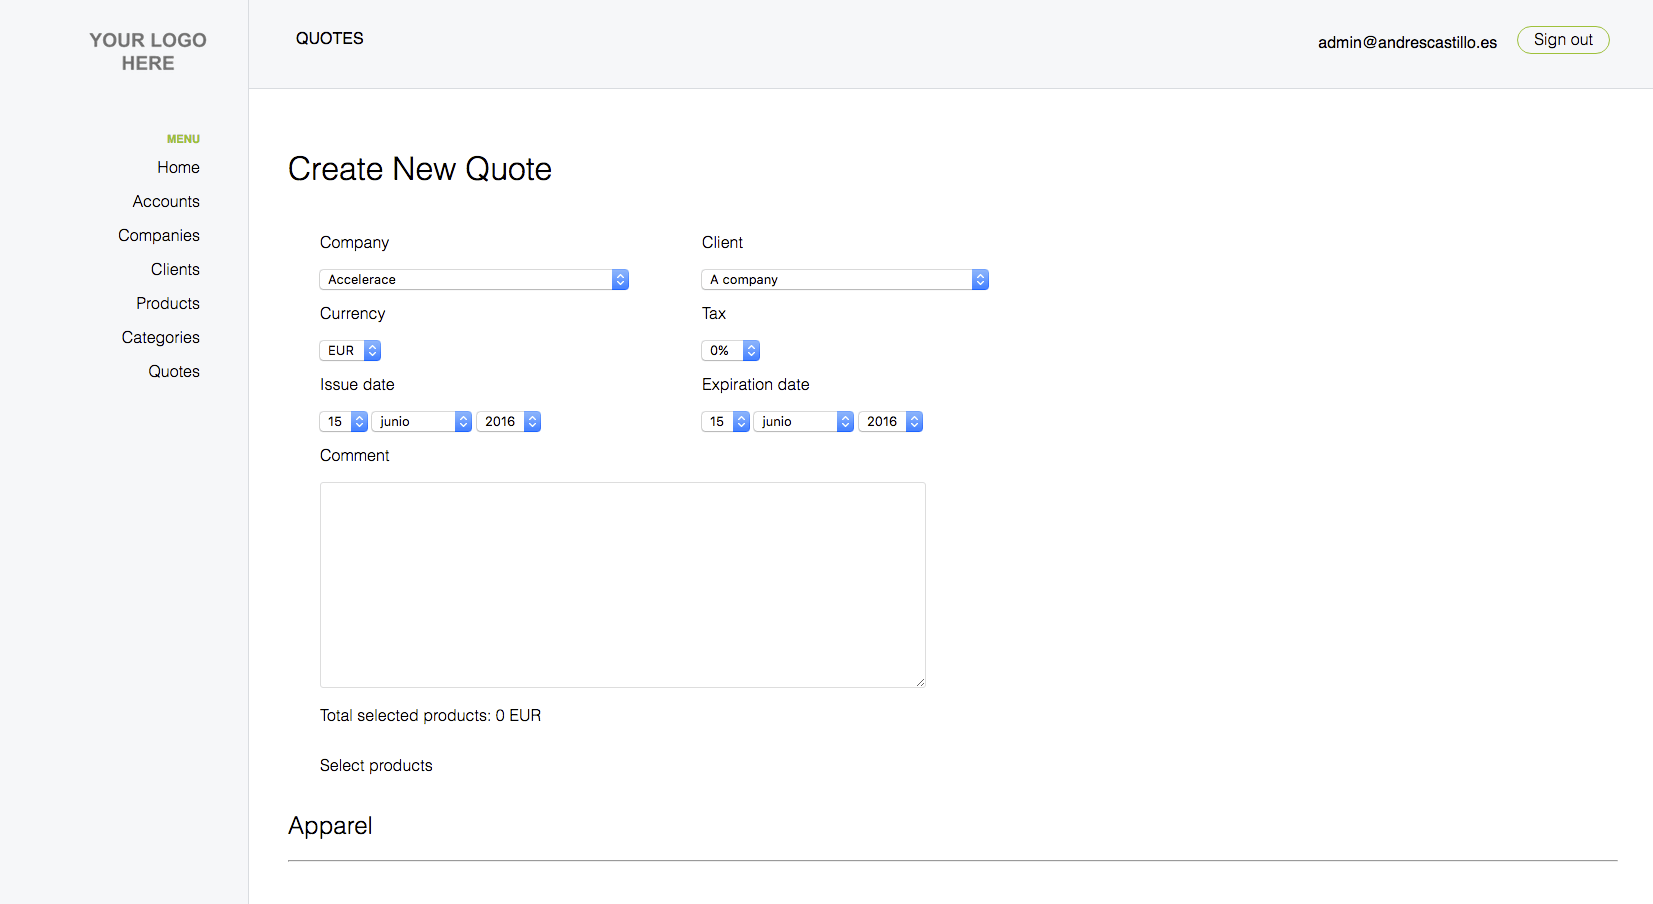 YOUR LOGO
HERE
QUOTES
admin@andrescastillo.es
Sign out
MENU
Home
Accounts
Companies
Clients
Products
Categories
Quotes
Create New Quote
Company
Client
Accelerace
A company
Currency
Tax
EUR
0%
Issue date
Expiration date
15 junio 2016
15 junio 2016
Comment
Total selected products: 0 EUR
Select products
Apparel